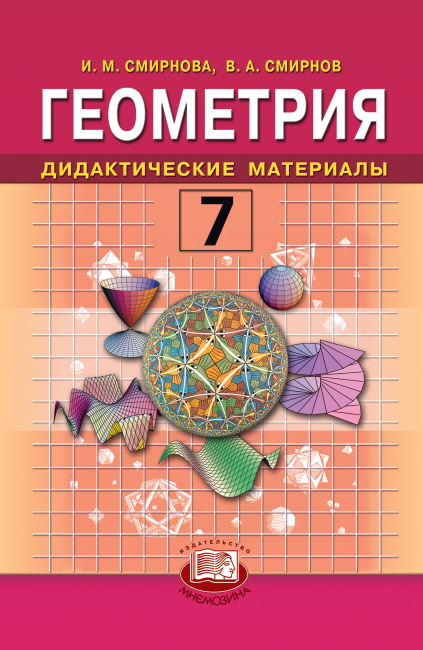 И. М. СМИРНОВА, В. А. СМИРНОВ
ГЕОМЕТРИЯ
ДИДАКТИЧЕСКИЕ МАТЕРИАЛЫ
7
ИЗДАТЕЛЬСТВО
МНЕМОЗИНА